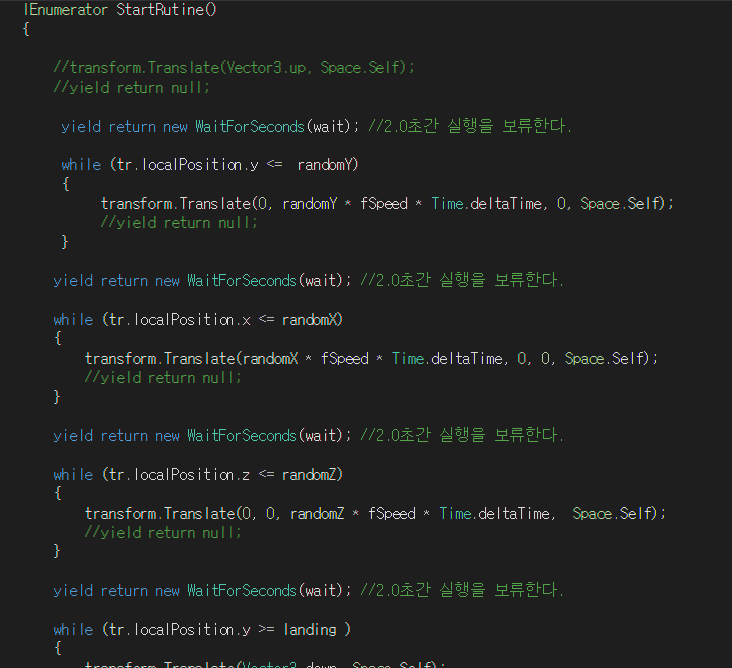 IEnumerator StartRutine()
{
//transform.Translate(Vector3.up, Space.Self);
//yield return null;
yield return new WaitForSeconds(wait); //2.0초간 실행을 보류한다.
while (tr.localPosition.y <= randomY)
{
transform.Translate(0, randomY * fSpeed * Time.deltaTime, 0, Space.Self);
//yield return null;
}
yield return new WaitForSeconds(wait); //2.0초간 실행을 보류한다.
while (tr.localPosition.x <= randomX)
{
transform.Translate(randomX * fSpeed * Time.deltaTime, 0, 0, Space.Self);
//yield return null;
}
yield return new WaitForSeconds(wait); //2.0초간 실행을 보류한다.
while (tr.localPosition.z <= randomZ)
{
transform.Translate(0, 0, randomZ * fSpeed * Time.deltaTime, Space.Self);
//yield return null;
}
yield return new WaitForSeconds(wait); //2.0초간 실행을 보류한다.
while (tr.localPosition.y >= landing )
{
transform.Translate(Vector3.down, Space.Self);